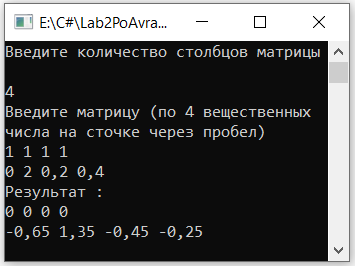 E:\C#\Lab2PoAvra...
Введите количество столбцов матрицы
4
Введите матрицу (по 4 вещественных
числа на сточке через пробел)
1 1 1 1
0 2 0,2 0,4
Результат :
0 0 0 0
-0,65 1,35 -0,45 -0,25